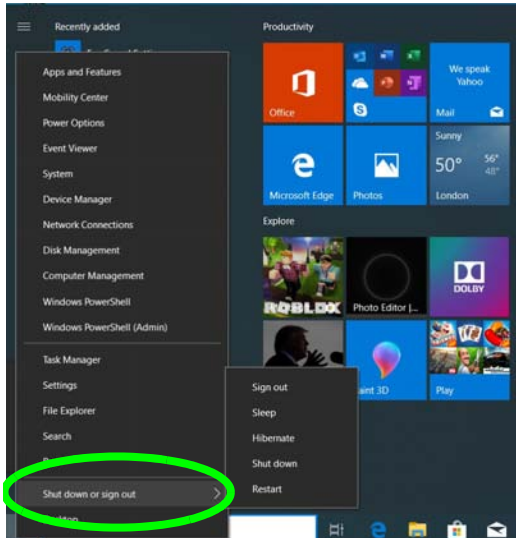 Recently added
Apps and Features
Mobility Center
Power Options
Event Viewer
System
Device Manager
Network Connections
Disk Management
Computer Management
Windows PowerShell
Windows PowerShell (Admin)
Task Manager
Settings
File Explorer
Search
Shut down or sign out
Desktop
Sign out
Sleep
Hibernate
Shut down
Restart
Productivity
Office
We speak
Yahoo
Mail
Microsoft Edge
Photos
Sunny
50°
56°
48°
London
Explore
ROBLOX
Photo Editor |...
DOLBY
aint 3D
Play